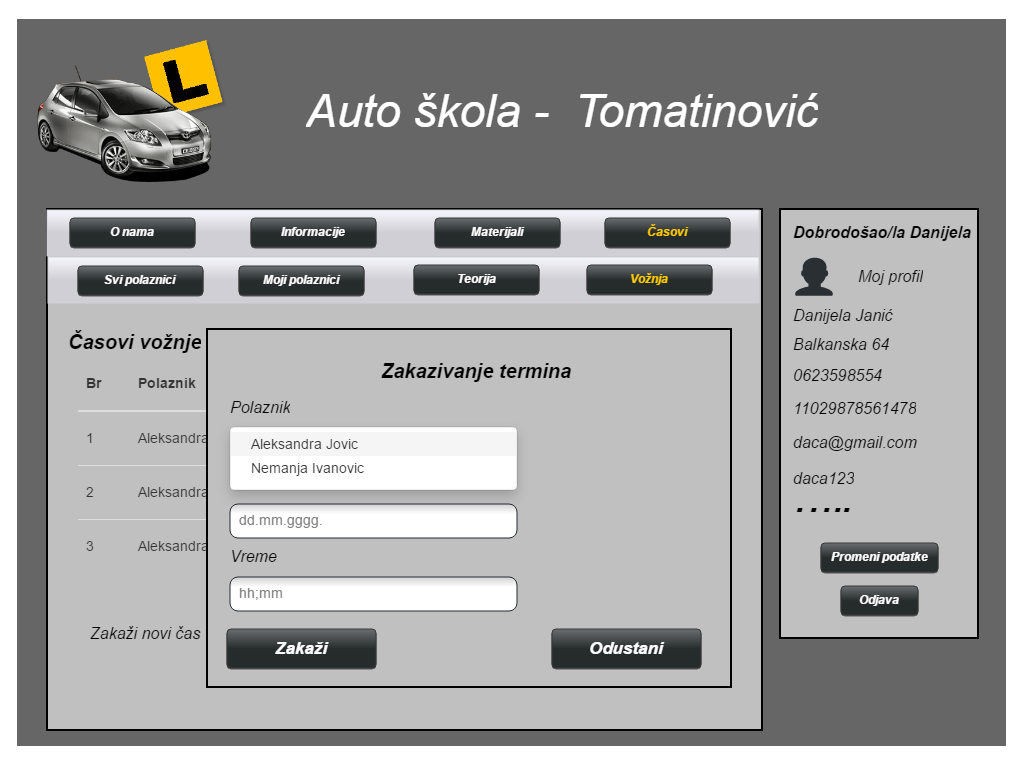 L
Auto škola - Tomatinović
O nama Informacije Materijali Časovi
Svi polaznici Moji polaznici Teorija Vožnja
Časovi vožnje
Br Polaznik
1 Aleksandra
2 Aleksandra
3 Aleksandra
Zakaži novi čas
Zakazivanje termina
Polaznik
Aleksandra Jovic
Nemanja Ivanovic
dd.mm.gggg.
Vreme
hh;mm
Zakaži Odustani
Dobrodošao/la Danijela
Moj profil
Danijela Janić
Balkanska 64
0623598554
11029878561478
daca@gmail.com
daca123
Promeni podatke
Odjava